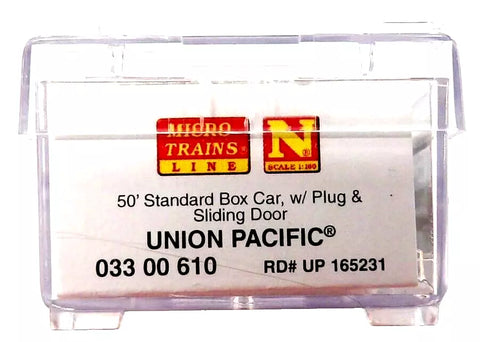 MICRO
TRAINS®
LINE
N®
SCALE 1:160
50' Standard Box Car, w/ Plug &
Sliding Door
UNION PACIFIC®
033 00 610 RD# UP 165231